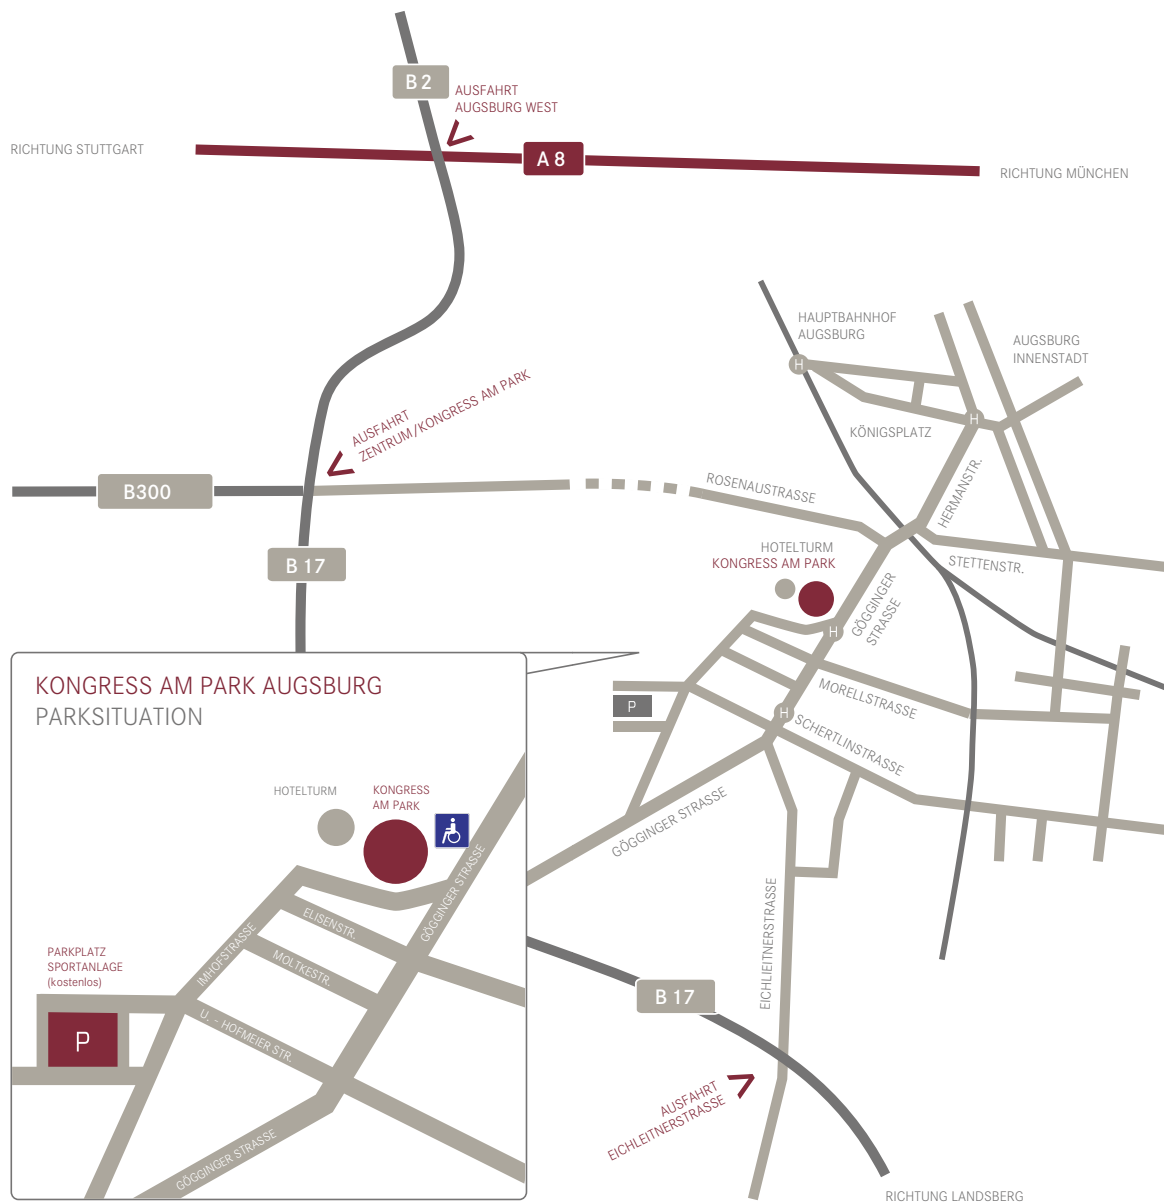 B 2
AUSFAHRT
AUGSBURG WEST
RICHTUNG STUTTGART
A 8
RICHTUNG MÜNCHEN
HAUPTBAHNHOF
AUGSBURG
AUGSBURG
INNENSTADT
H
H
KÖNIGSPLATZ
AUSFAHRT
ZENTRUM/KONGRESS AM PARK
B300
ROSENAUSTRASSE
HERMANSTR.
B 17
HOTELTURM
KONGRESS AM PARK
STETTENSTR.
GÖGGINGER
STRASSE
H
MORELLSTRASSE
P
H
SCHERTLINSTRASSE
GÖGGINGER STRASSE
KONGRESS AM PARK AUGSBURG
PARKSITUATION
HOTELTURM
KONGRESS
AM PARK
GÖGGINGER STRASSE
ELISENSTR.
IMHOFSTRASSE
MOLTKESTR.
PARKPLATZ
SPORTANLAGE
(kostenlos)
U. - HOFMEIER STR.
P
GÖGGINGER STRASSE
EICHLIEITNERSTRASSE
B 17
AUSFAHRT
EICHLEITNERSTRASSE
RICHTUNG LANDSBERG